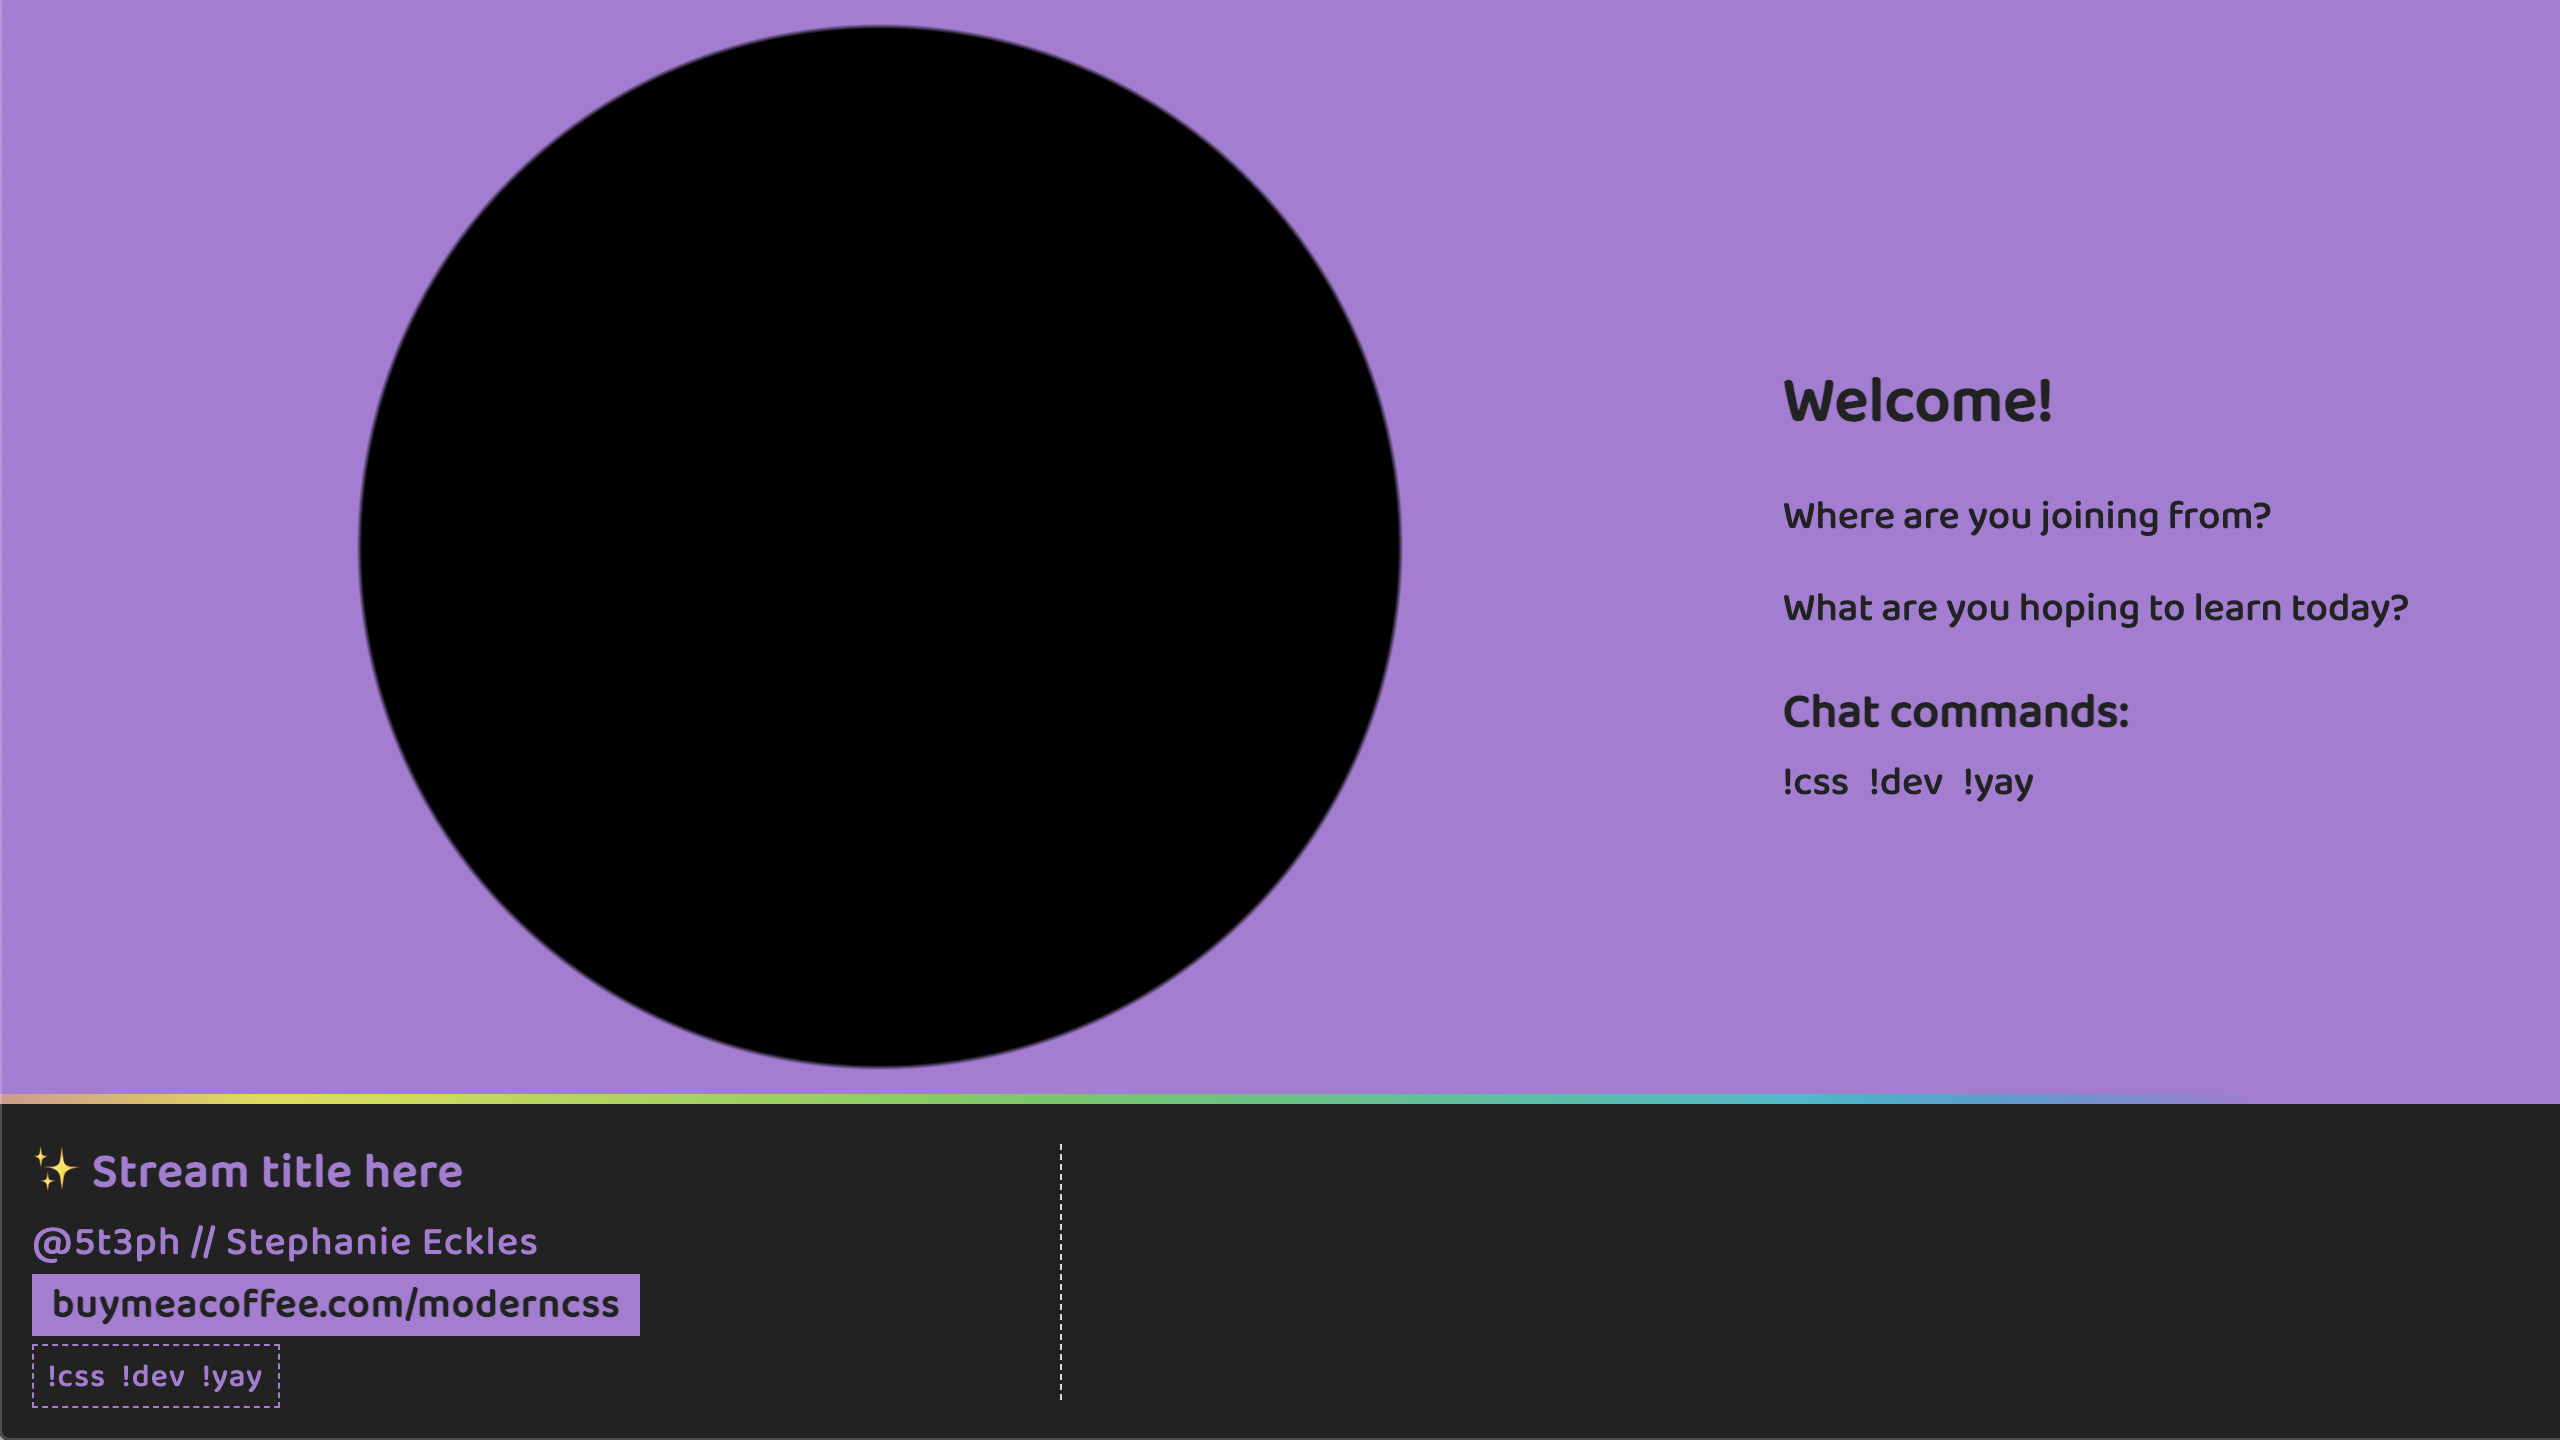 Welcome!
Where are you joining from?
What are you hoping to learn today?
Chat commands:
!css !dev !yay
✨ Stream title here
@5t3ph // Stephanie Eckles
buymeacoffee.com/moderncss
!css !dev !yay